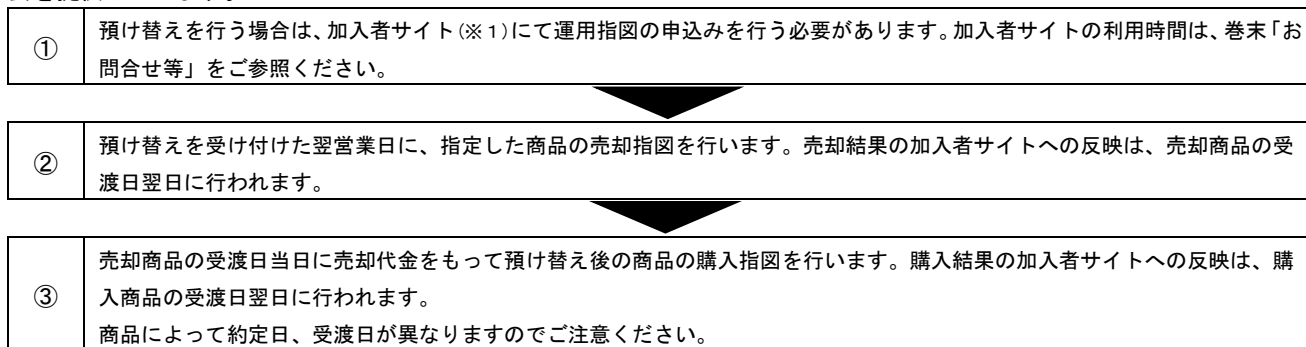 ①
預け替えを行う場合は、加入者サイト(※1)にて運用指図の申込みを行う必要があります。加入者サイトの利用時間は、巻末「お
問合せ等」をご参照ください。
②
預け替えを受け付けた翌営業日に、指定した商品の売却指図を行います。売却結果の加入者サイトへの反映は、売却商品の受
渡日翌日に行われます。
③
売却商品の受渡日当日に売却代金をもって預け替え後の商品の購入指図を行います。購入結果の加入者サイトへの反映は、購
入商品の受渡日翌日に行われます。
商品によって約定日、受渡日が異なりますのでご注意ください。